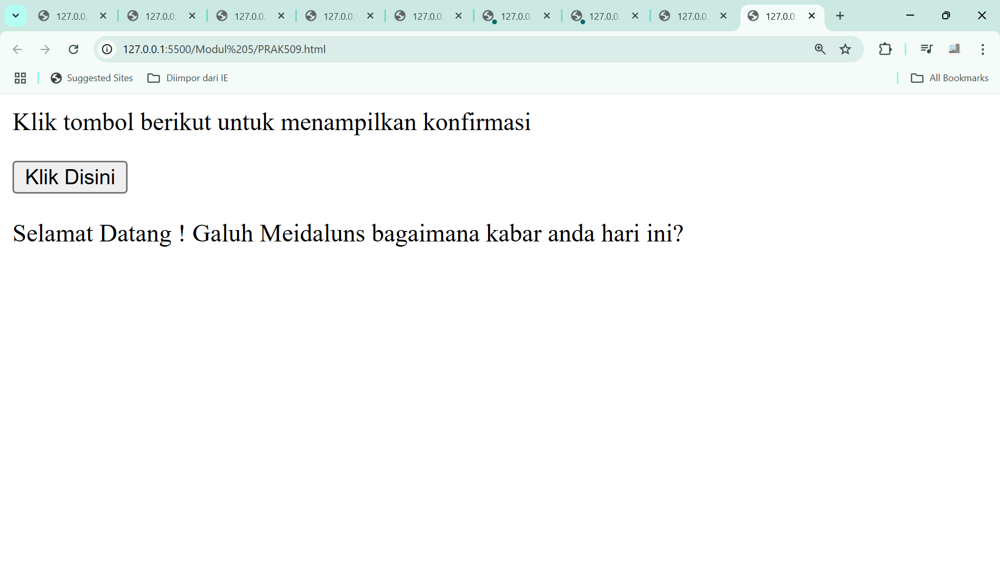 127.0.0. 127.0.0. 127.0.0. 127.0.0. 127.0.0. 127.0.0. 127.0.0. 127.0.0. 127.0.0.
127.0.0.1:5500/Modul%205/PRAK509.html
Suggested Sites Diimpor dari IE All Bookmarks
Klik tombol berikut untuk menampilkan konfirmasi
Klik Disini
Selamat Datang ! Galuh Meidaluns bagaimana kabar anda hari ini?